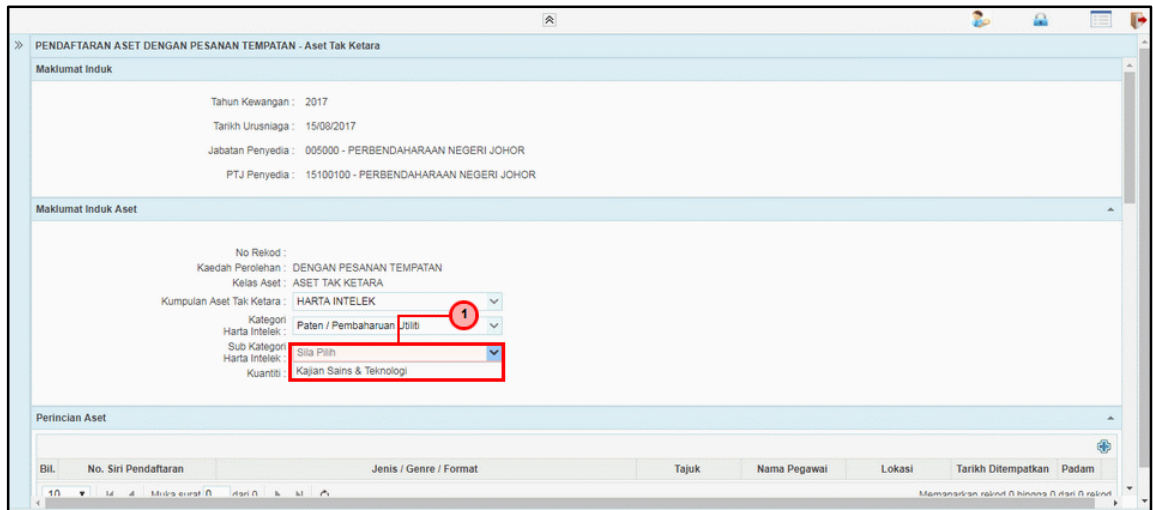 PENDAFTARAN ASET DENGAN PESANAN TEMPATAN - Aset Tak Ketara
Maklumat Induk
Tahun Kewangan : 2017
Tarikh Urusniaga : 15/08/2017
Jabatan Penyedia : 005000 - PERBENDAHARAAN NEGERI JOHOR
PTJ Penyedia : 15100100 - PERBENDAHARAAN NEGERI JOHOR
Maklumat Induk Aset
No Rekod :
Kaedah Perolehan : DENGAN PESANAN TEMPATAN
Kelas Aset : ASET TAK KETARA
Kumpulan Aset Tak Ketara : HARTA INTELEK
1
Kategori
Harta Intelek : Paten / Pembaharuan Utiliti
Sub Kategori
Harta Intelek : Sila Pilih
Kuantiti : Kajian Sains & Teknologi
Perincian Aset
Bil. No. Siri Pendaftaran Jenis / Genre / Format Tajuk Nama Pegawai Lokasi Tarikh Ditempatkan Padam
10 Muka surat 0 dari 0 Memaparkan rekod 0 hingga 0 dari 0 rekod